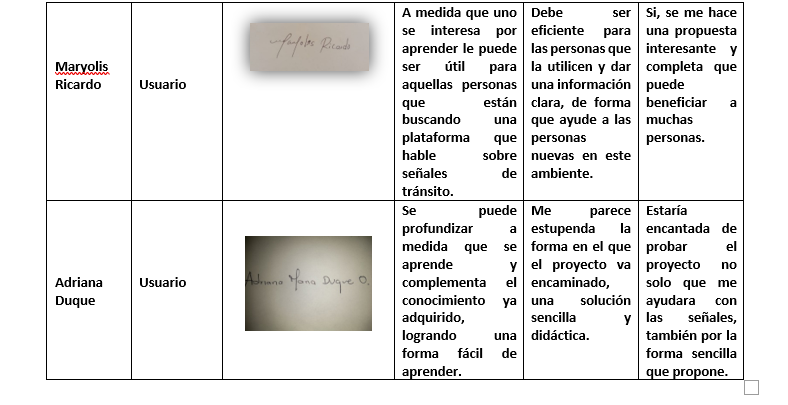 Maryolis
Ricardo
Usuario
Maryolis Ricardo
A medida que uno
se interesa por
aprender le puede
ser útil para
aquellas personas
que están
buscando una
plataforma que
hable sobre
señales de
tránsito.
Debe ser
eficiente para
las personas que
la utilicen y dar
una información
clara, de forma
que ayude a las
personas
nuevas en este
ambiente.
Si, se me hace
una propuesta
interesante y
completa que
puede
beneficiar a
muchas
personas.
Adriana
Duque
Usuario
Adriana Maria Duque O.
Se puede
profundizar a
medida que se
aprende y
complementa el
conocimiento ya
adquirido,
logrando una
forma fácil de
aprender.
Me parece
estupenda la
forma en el que
el proyecto va
encaminado,
una solución
sencilla y
didáctica.
Estaría
encantada de
probar el
proyecto no
solo que me
ayudara con
las señales,
también por la
forma sencilla
que propone.